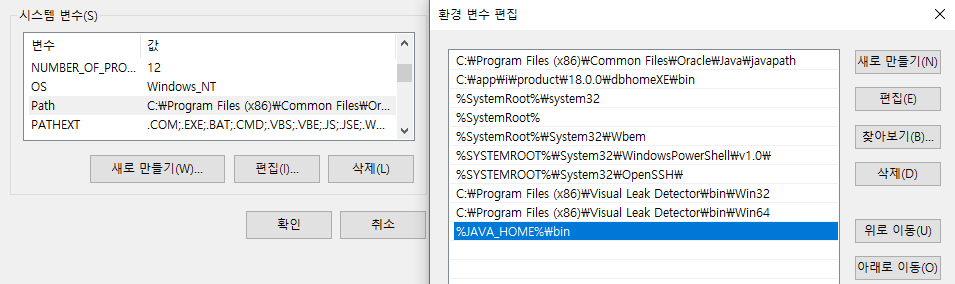 시스템 변수(S)
변수 값
NUMBER_OF_PRO... 12
OS Windows_NT
Path C:₩Program Files (x86)₩Common Files₩Or...
PATHEXT .COM;.EXE;.BAT;.CMD;.VBS;.VBE;.JS;.JSE;.W...
새로 만들기(W)... 편집(I)... 삭제(L)
확인 취소
환경 변수 편집
C:₩Program Files (x86)₩Common Files₩Oracle₩Java₩javapath
C:₩app₩i₩product₩18.0.0₩dbhomeXE₩bin
%SystemRoot%₩system32
%SystemRoot%
%SystemRoot%₩System32₩Wbem
%SYSTEMROOT%₩System32₩WindowsPowerShell₩v1.0₩
%SYSTEMROOT%₩System32₩OpenSSH₩
C:₩Program Files (x86)₩Visual Leak Detector₩bin₩Win32
C:₩Program Files (x86)₩Visual Leak Detector₩bin₩Win64
%JAVA_HOME%₩bin
새로 만들기(N)
편집(E)
찾아보기(B)...
삭제(D)
위로 이동(U)
아래로 이동(O)